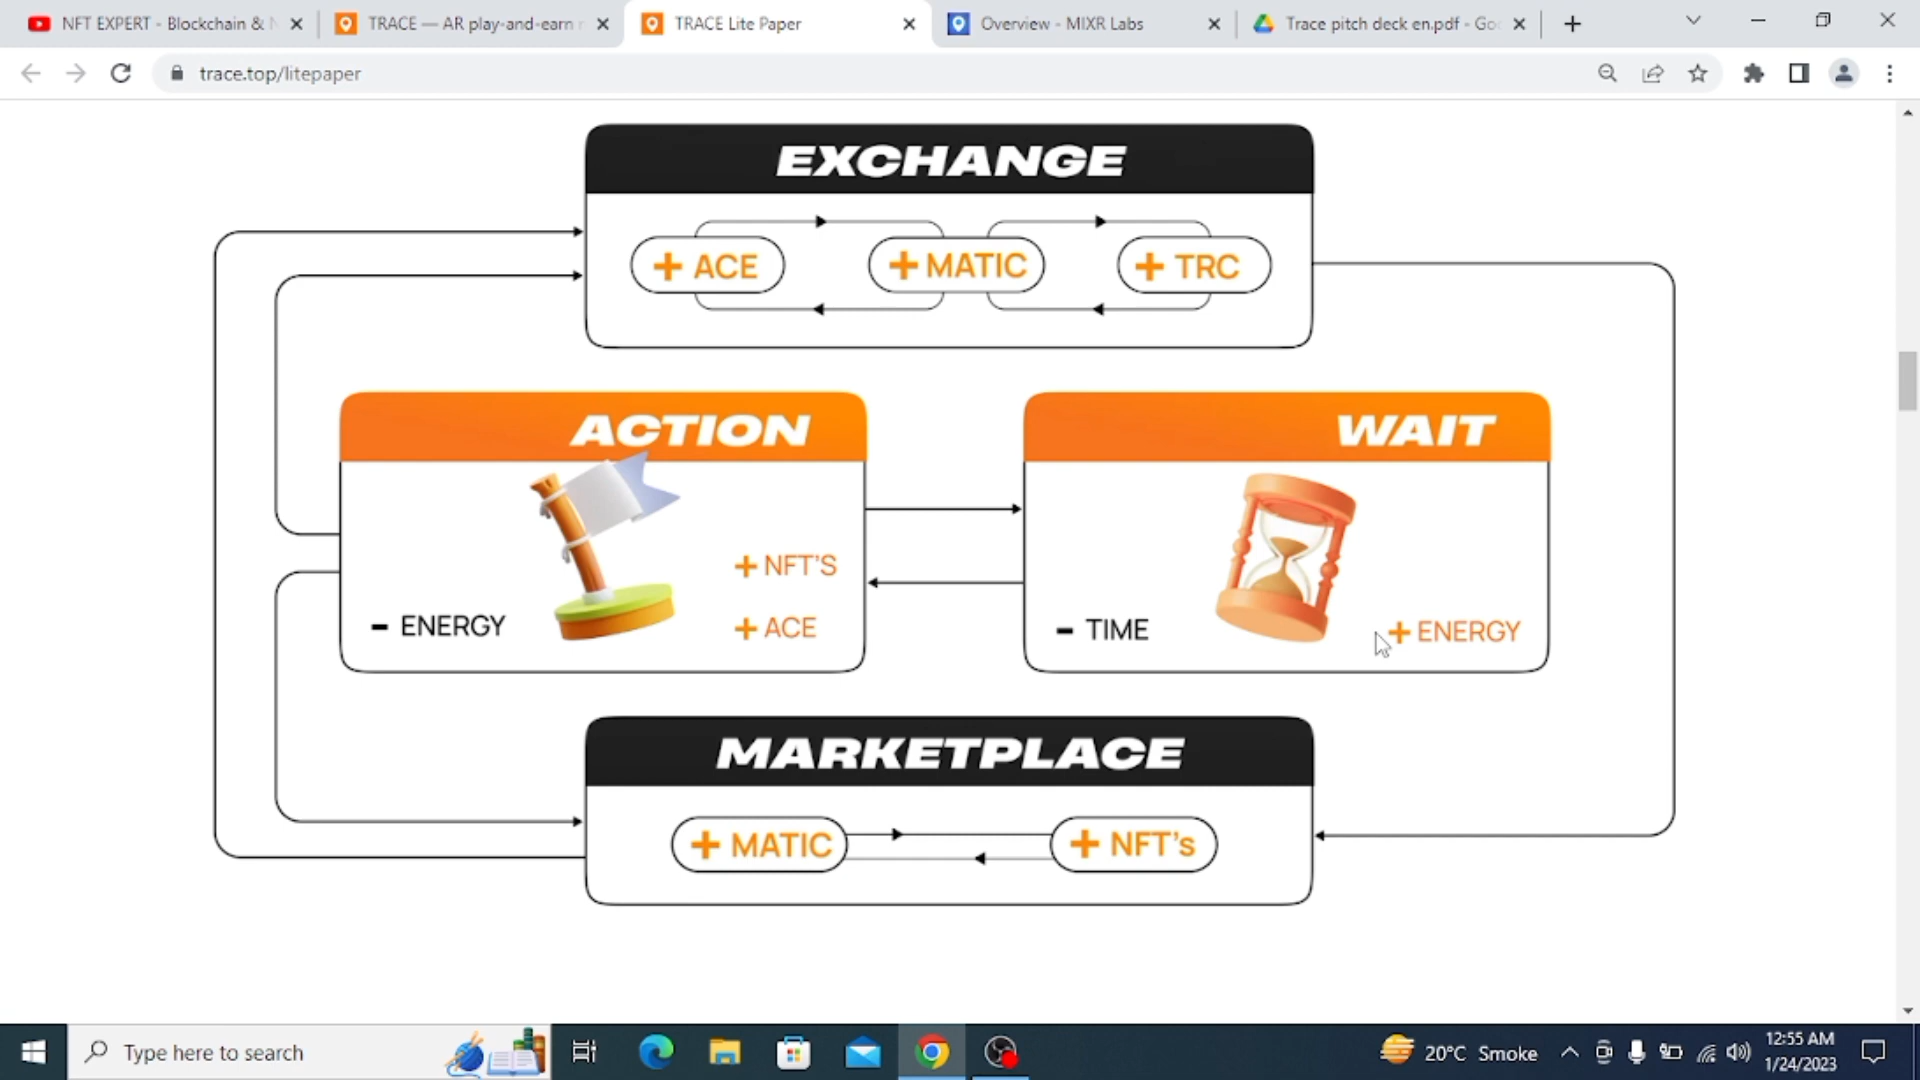 NFT EXPERT - Blockchain & N
TRACE — AR play-and-earn
TRACE Lite Paper
Overview - MIXR Labs
Trace pitch deck en.pdf - Goo
trace.top/litepaper
EXCHANGE
+ ACE
+ MATIC
+ TRC
ACTION
+ NFT'S
- ENERGY
+ ACE
WAIT
- TIME
+ ENERGY
MARKETPLACE
+ MATIC
+ NFT's
Type here to search
20°C Smoke
12:55 AM
1/24/2023